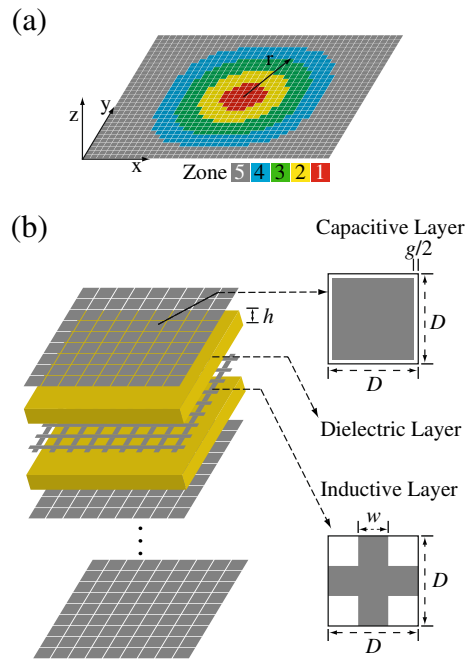 (a)
r
z
y
x
Zone 5 4 3 2 1
(b)
Capacitive Layer
g/2
h
D
D
Dielectric Layer
Inductive Layer
w
D
D